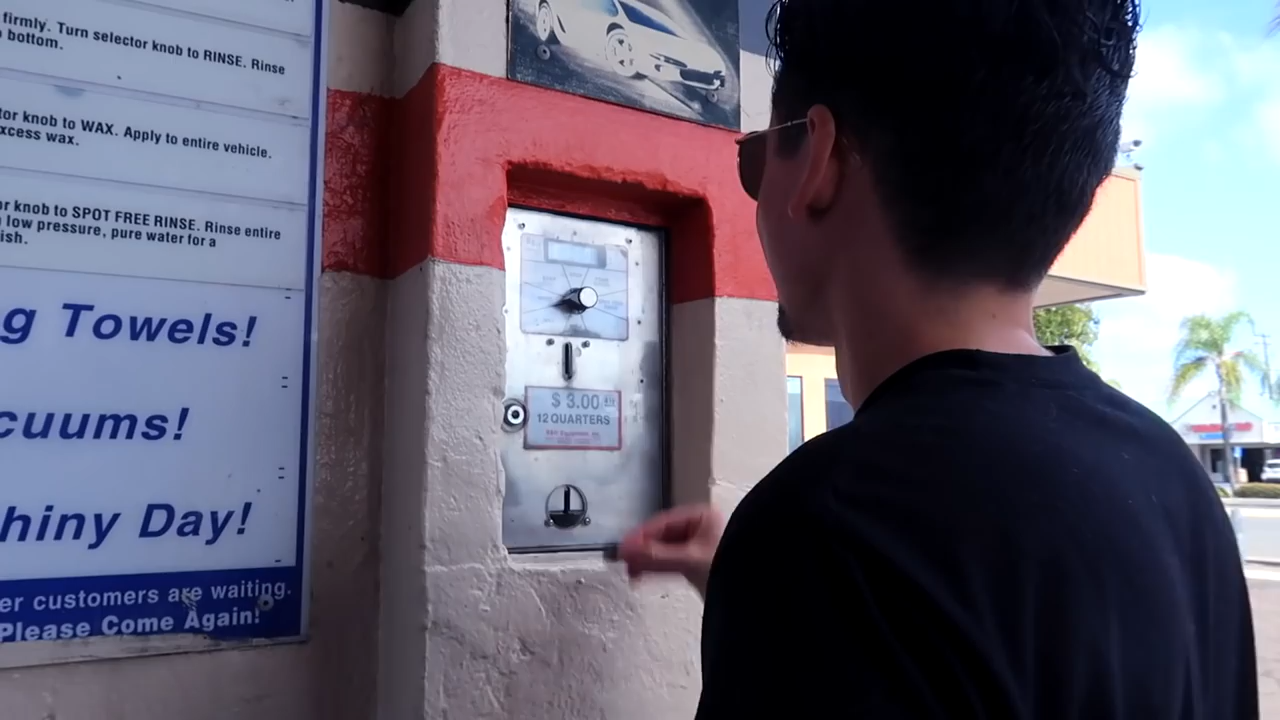 firmly. Turn selector knob to RINSE. Rinse
bottom.
tor knob to WAX. Apply to entire vehicle.
xcess wax.
r knob to SPOT FREE RINSE. Rinse entire
low pressure, pure water for a
ish.
g Towels!
cuums!
hiny Day!
er customers are waiting.
Please Come Again!
$ 3.00
12 QUARTERS